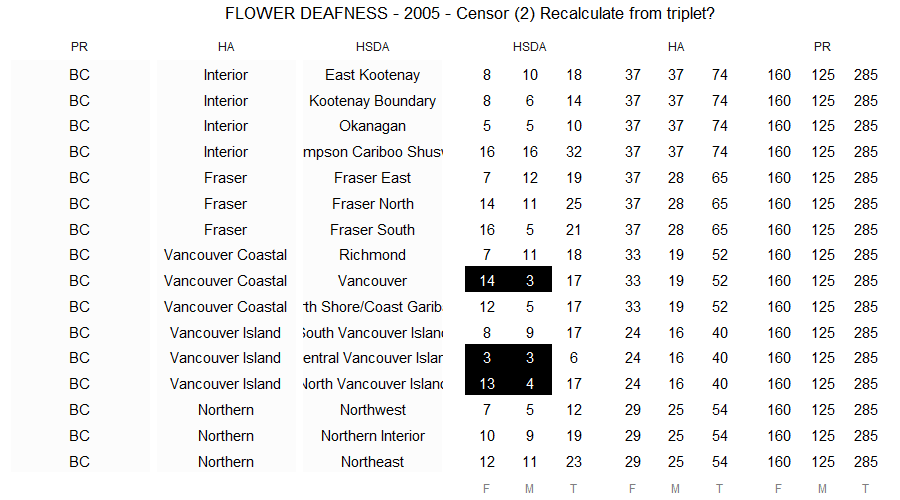 FLOWER DEAFNESS - 2005 - Censor (2) Recalculate from triplet?
PR HA HSDA HSDA HA PR
BC Interior East Kootenay 8 10 18 37 37 74 160 125 285
BC Interior Kootenay Boundary 8 6 14 37 37 74 160 125 285
BC Interior Okanagan 5 5 10 37 37 74 160 125 285
BC Interior mpson Cariboo Shusw 16 16 32 37 37 74 160 125 285
BC Fraser Fraser East 7 12 19 37 28 65 160 125 285
BC Fraser Fraser North 14 11 25 37 28 65 160 125 285
BC Fraser Fraser South 16 5 21 37 28 65 160 125 285
BC Vancouver Coastal Richmond 7 11 18 33 19 52 160 125 285
BC Vancouver Coastal Vancouver 14 3 17 33 19 52 160 125 285
BC Vancouver Coastal th Shore/Coast Garib 12 5 17 33 19 52 160 125 285
BC Vancouver Island South Vancouver Island 8 9 17 24 16 40 160 125 285
BC Vancouver Island entral Vancouver Islan 3 3 6 24 16 40 160 125 285
BC Vancouver Island North Vancouver Island 13 4 17 24 16 40 160 125 285
BC Northern Northwest 7 5 12 29 25 54 160 125 285
BC Northern Northern Interior 10 9 19 29 25 54 160 125 285
BC Northern Northeast 12 11 23 29 25 54 160 125 285
F M T F M T F M T